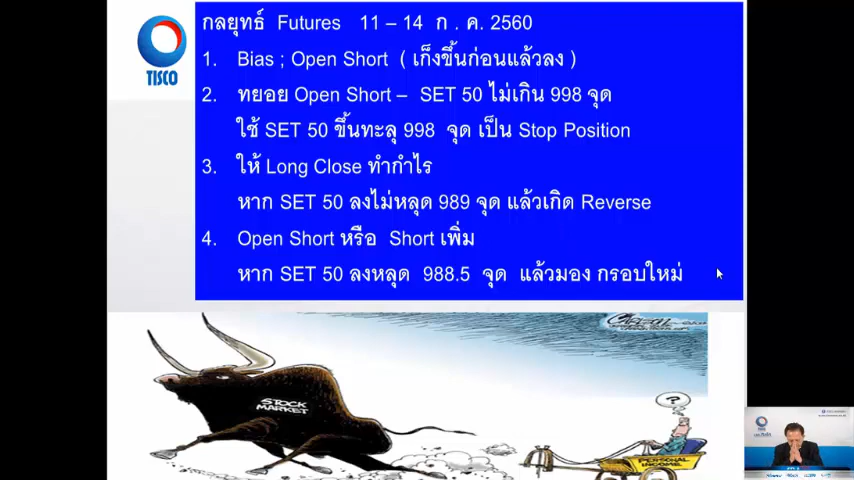 กลยุทธ์ Futures 11 – 14 ก . ค. 2560
1. Bias ; Open Short ( เก็งขึ้นก่อนแล้วลง )
2. ทยอย Open Short – SET 50 ไม่เกิน 998 จุด
ใช้ SET 50 ขึ้นทะลุ 998 จุด เป็น Stop Position
3. ให้ Long Close ทำกำไร
หาก SET 50 ลงไม่หลุด 989 จุด แล้วเกิด Reverse
4. Open Short หรือ Short เพิ่ม
หาก SET 50 ลงหลุด 988.5 จุด แล้วมอง กรอบใหม่
TISCO
STOCK
MARKET
?
PERSONAL
INCOME